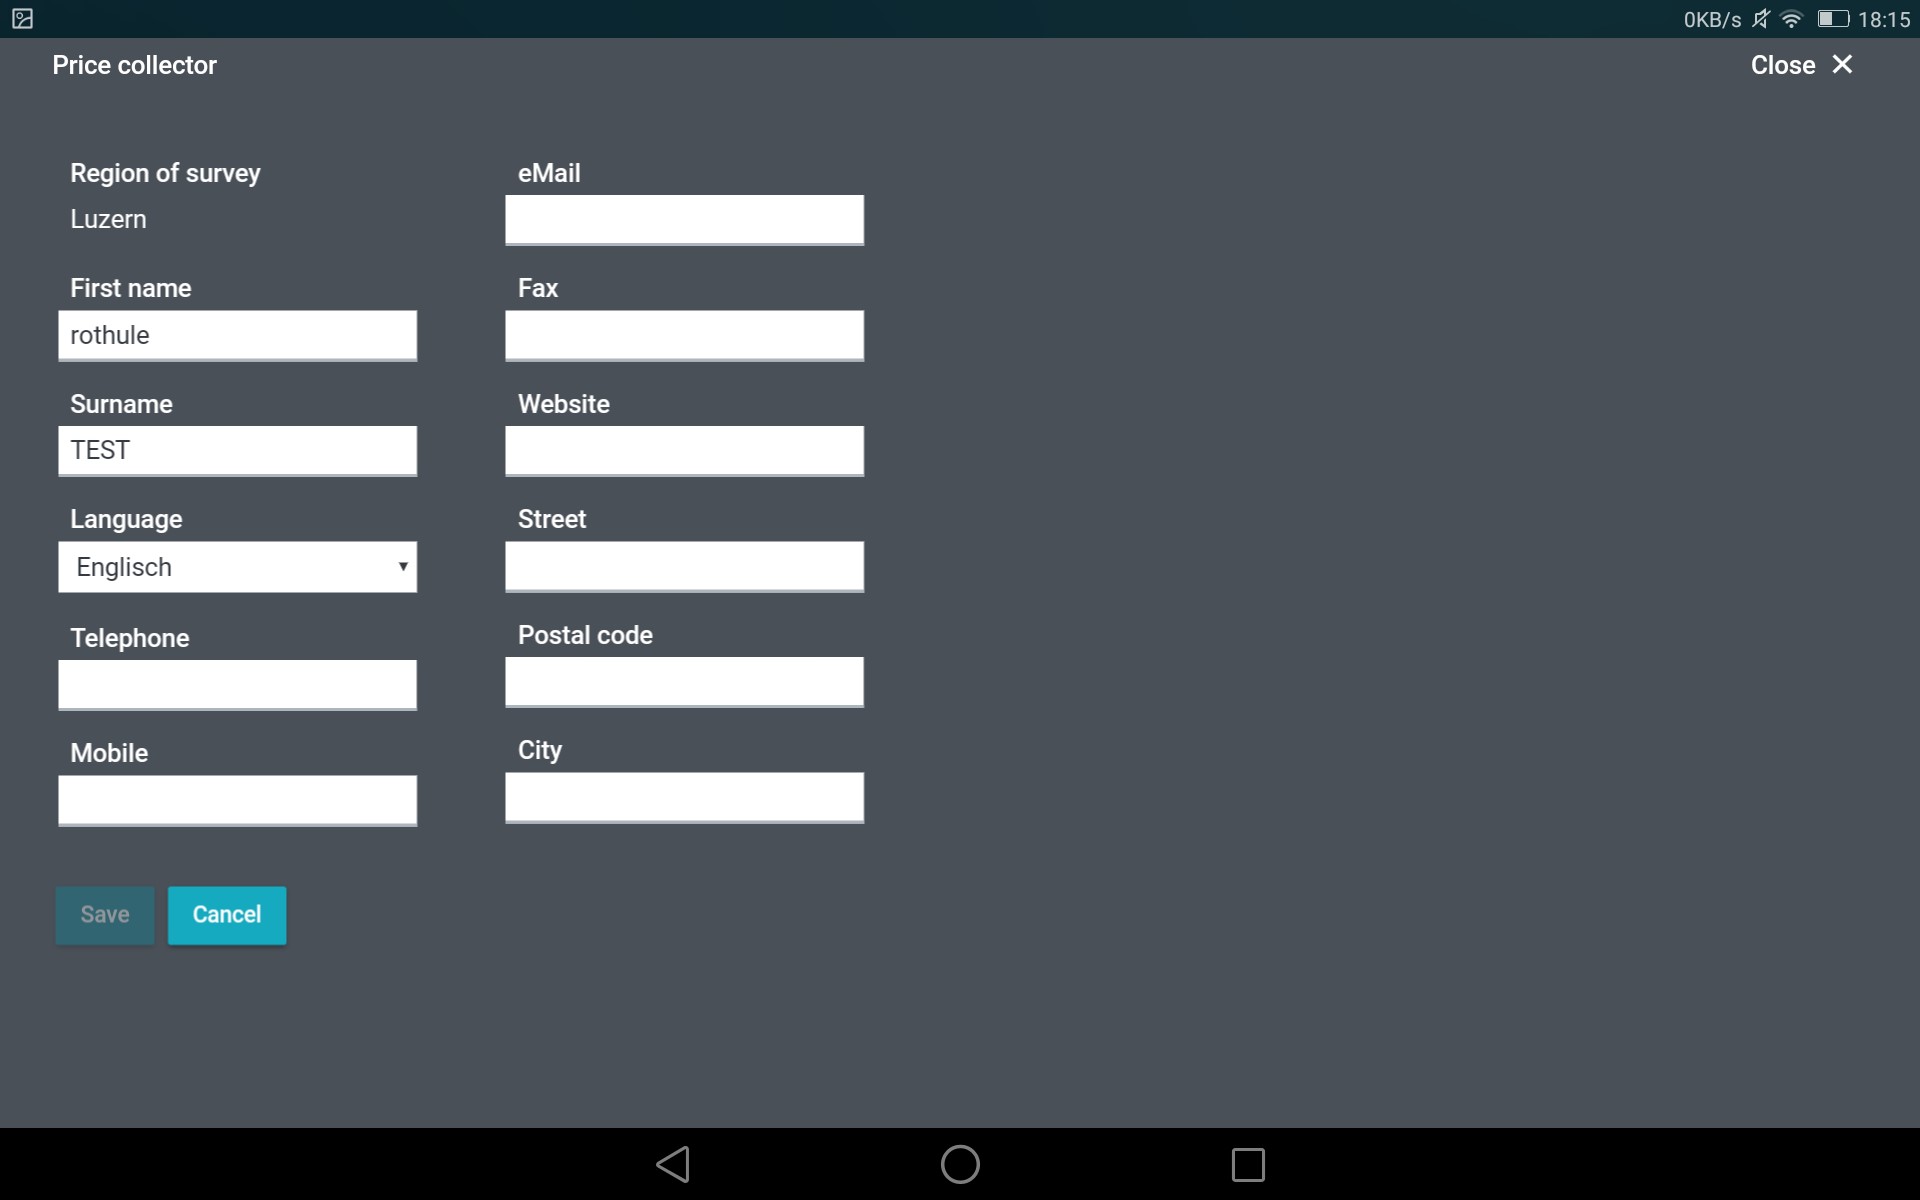 0KB/s 18:15
Price collector
Close ✕
Region of survey
Luzern
First name
rothule
Surname
TEST
Language
Englisch
Telephone
Mobile
eMail
Fax
Website
Street
Postal code
City
Save
Cancel